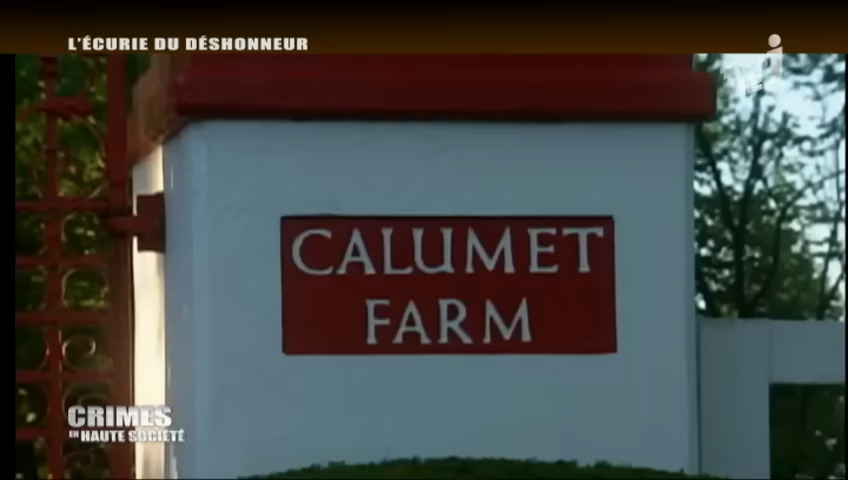 L'ÉCURIE DU DÉSHONNEUR
CALUMET
FARM
CRIMES
EN HAUTE SOCIÉTÉ